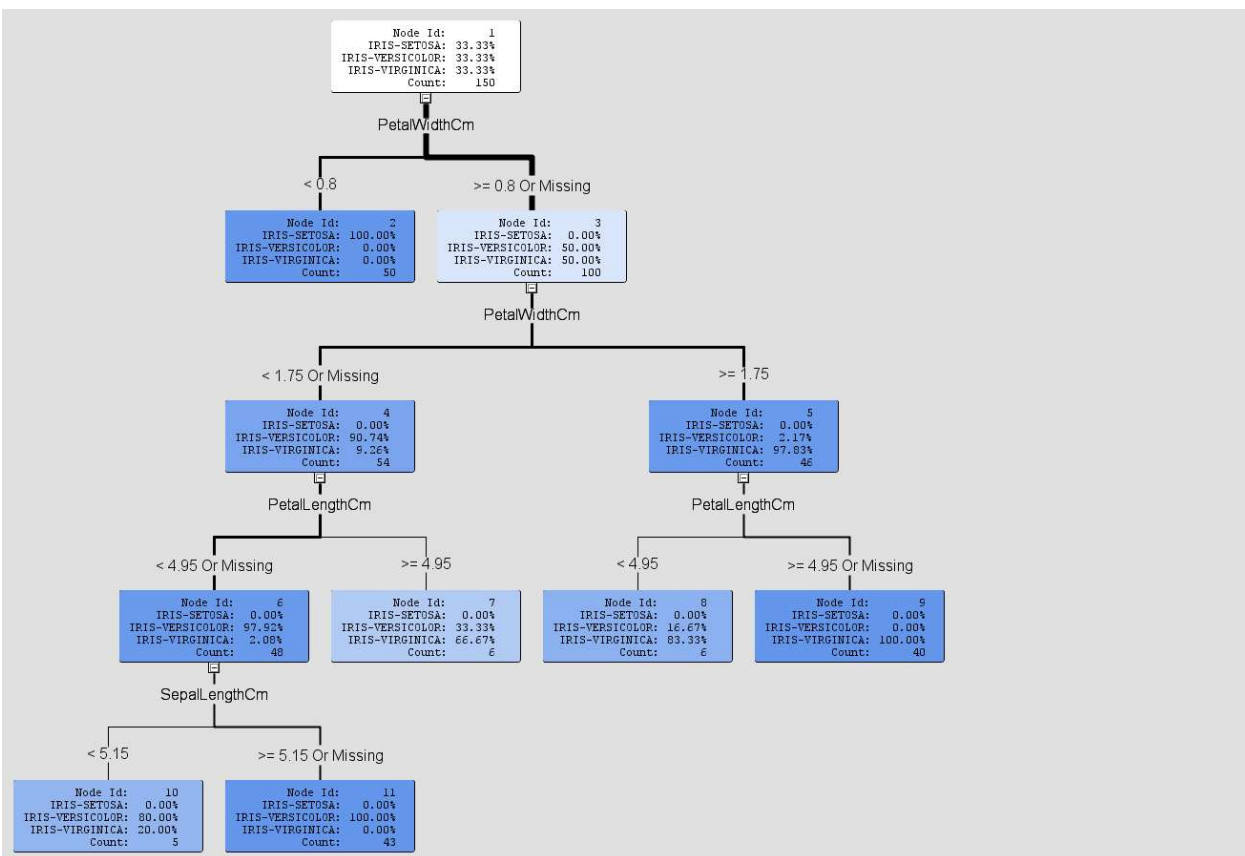 Node Id: 1
IRIS-SETOSA: 33.33%
IRIS-VERSICOLOR: 33.33%
IRIS-VIRGINICA: 33.33%
Count: 150
PetalWidthCm
< 0.8
>= 0.8 Or Missing
Node Id: 2
IRIS-SETOSA: 100.00%
IRIS-VERSICOLOR: 0.00%
IRIS-VIRGINICA: 0.00%
Count: 50
Node Id: 3
IRIS-SETOSA: 0.00%
IRIS-VERSICOLOR: 50.00%
IRIS-VIRGINICA: 50.00%
Count: 100
PetalWidthCm
< 1.75 Or Missing
>= 1.75
Node Id: 4
IRIS-SETOSA: 0.00%
IRIS-VERSICOLOR: 90.74%
IRIS-VIRGINICA: 9.26%
Count: 54
Node Id: 5
IRIS-SETOSA: 0.00%
IRIS-VERSICOLOR: 2.17%
IRIS-VIRGINICA: 97.83%
Count: 46
PetalLengthCm
PetalLengthCm
< 4.95 Or Missing
>= 4.95
< 4.95
>= 4.95 Or Missing
Node Id: 6
IRIS-SETOSA: 0.00%
IRIS-VERSICOLOR: 97.92%
IRIS-VIRGINICA: 2.08%
Count: 48
Node Id: 7
IRIS-SETOSA: 0.00%
IRIS-VERSICOLOR: 33.33%
IRIS-VIRGINICA: 66.67%
Count: 6
Node Id: 8
IRIS-SETOSA: 0.00%
IRIS-VERSICOLOR: 16.67%
IRIS-VIRGINICA: 83.33%
Count: 6
Node Id: 9
IRIS-SETOSA: 0.00%
IRIS-VERSICOLOR: 0.00%
IRIS-VIRGINICA: 100.00%
Count: 40
SepalLengthCm
< 5.15
>= 5.15 Or Missing
Node Id: 10
IRIS-SETOSA: 0.00%
IRIS-VERSICOLOR: 80.00%
IRIS-VIRGINICA: 20.00%
Count: 5
Node Id: 11
IRIS-SETOSA: 0.00%
IRIS-VERSICOLOR: 100.00%
IRIS-VIRGINICA: 0.00%
Count: 43